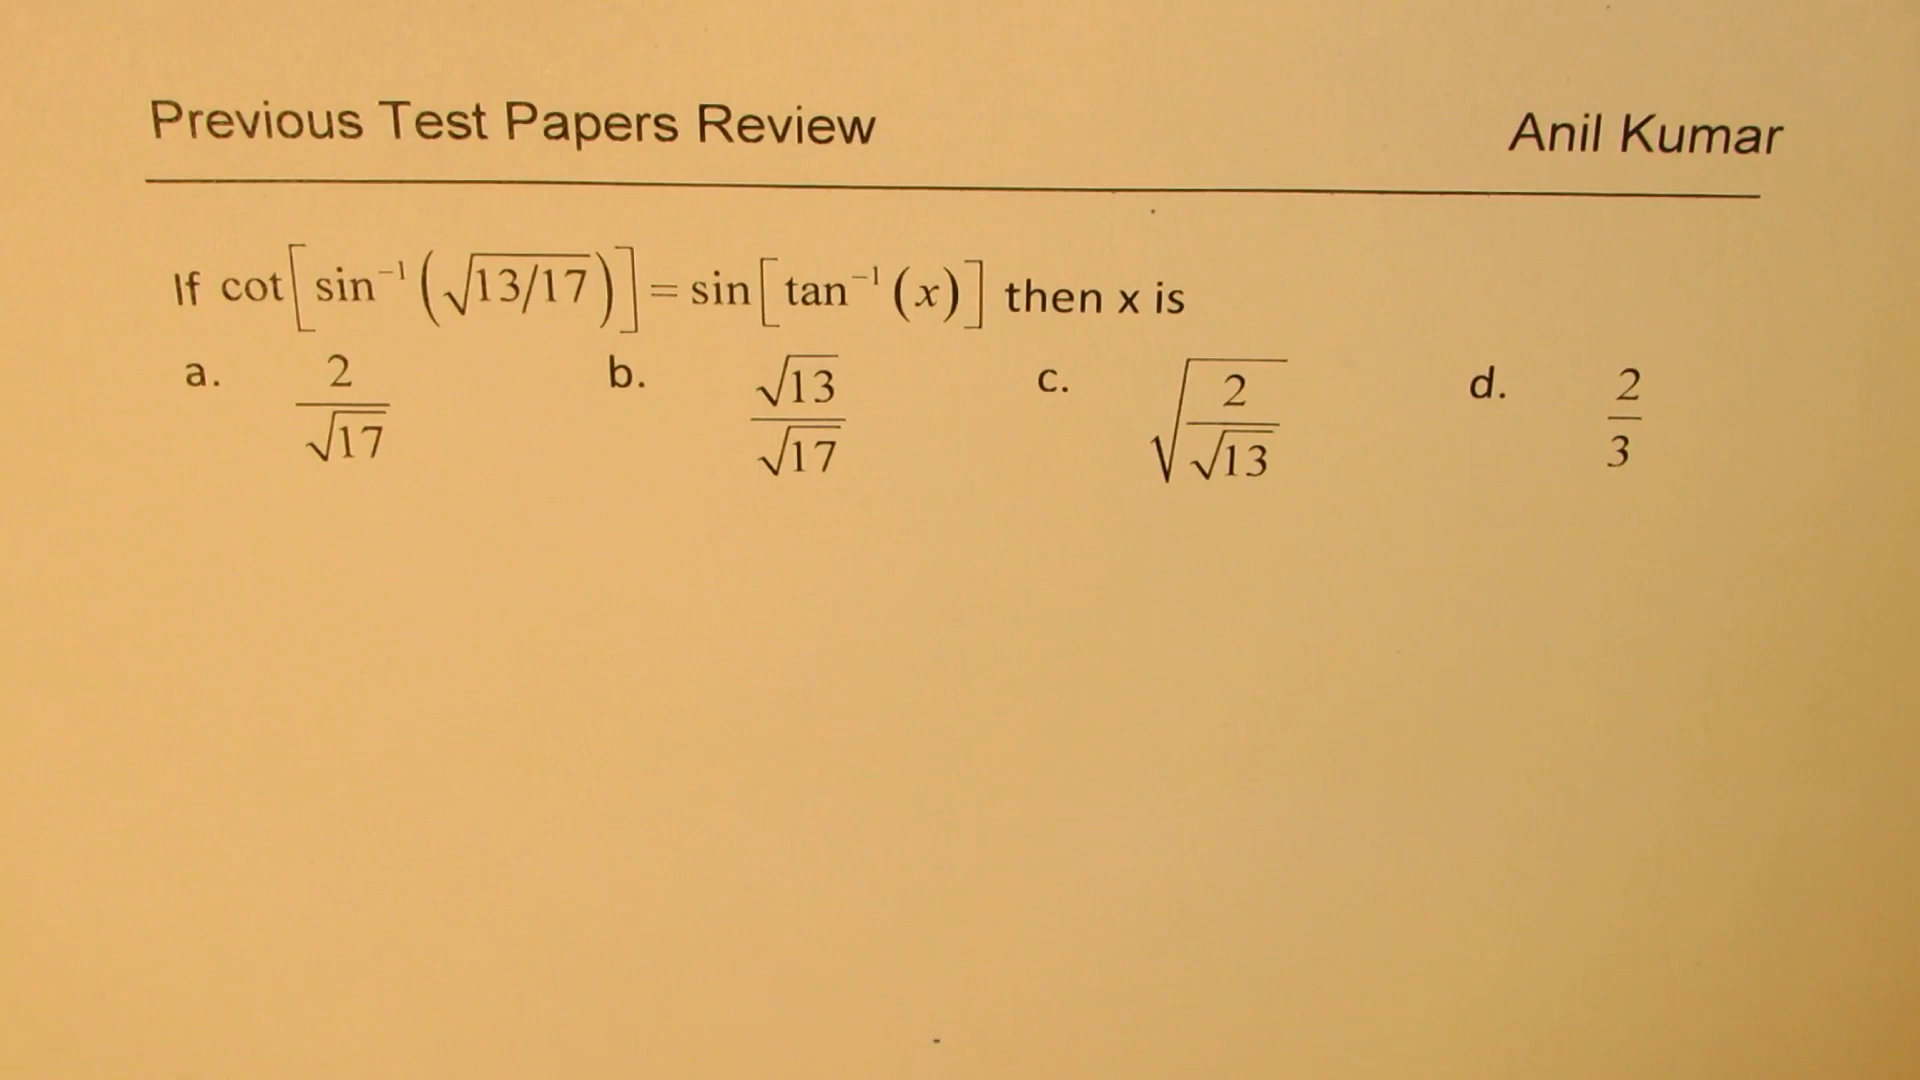 Previous Test Papers Review Anil Kumar
If cot[sin⁻¹(√13/17)] = sin[tan⁻¹(x)] then x is
a. 2/√17 b. √13/√17 c. √(2/√13) d. 2/3